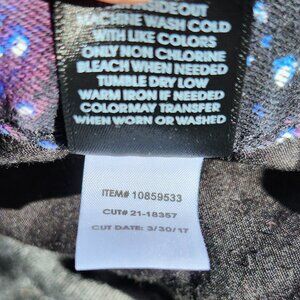 INSIDEOUT
MACHINE WASH COLD
WITH LIKE COLORS
ONLY NON CHLORINE
BLEACH WHEN NEEDED
TUMBLE DRY LOW
WARM IRON IF NEEDED
COLOR MAY TRANSFER
WHEN WORN OR WASHED
ITEM# 10859533
CUT# 21-18357
CUT DATE: 3/30/17